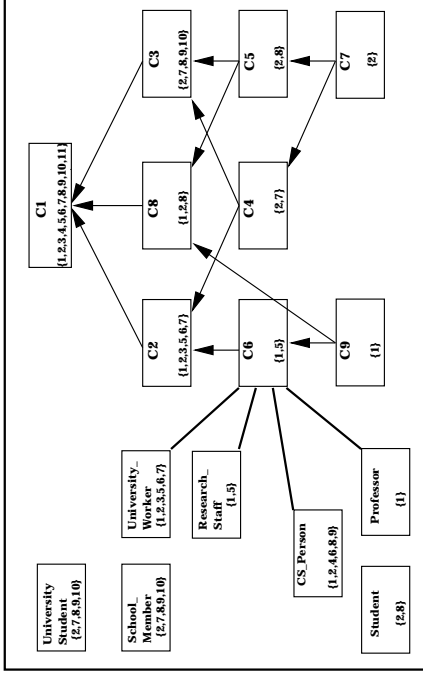 C1
{1,2,3,4,5,6,7,8,9,10,11}
C2
{1,2,3,5,6,7}
C8
{1,2,8}
C3
{2,7,8,9,10}
C6
{1,5}
C4
{2,7}
C5
{2,8}
C9
{1}
C7
{2}
University
Student
{2,7,8,9,10}
School_
Member
{2,7,8,9,10}
University_
Worker
{1,2,3,5,6,7}
Research_
Staff
{1,5}
CS_Person
{1,2,4,6,8,9}
Student
{2,8}
Professor
{1}